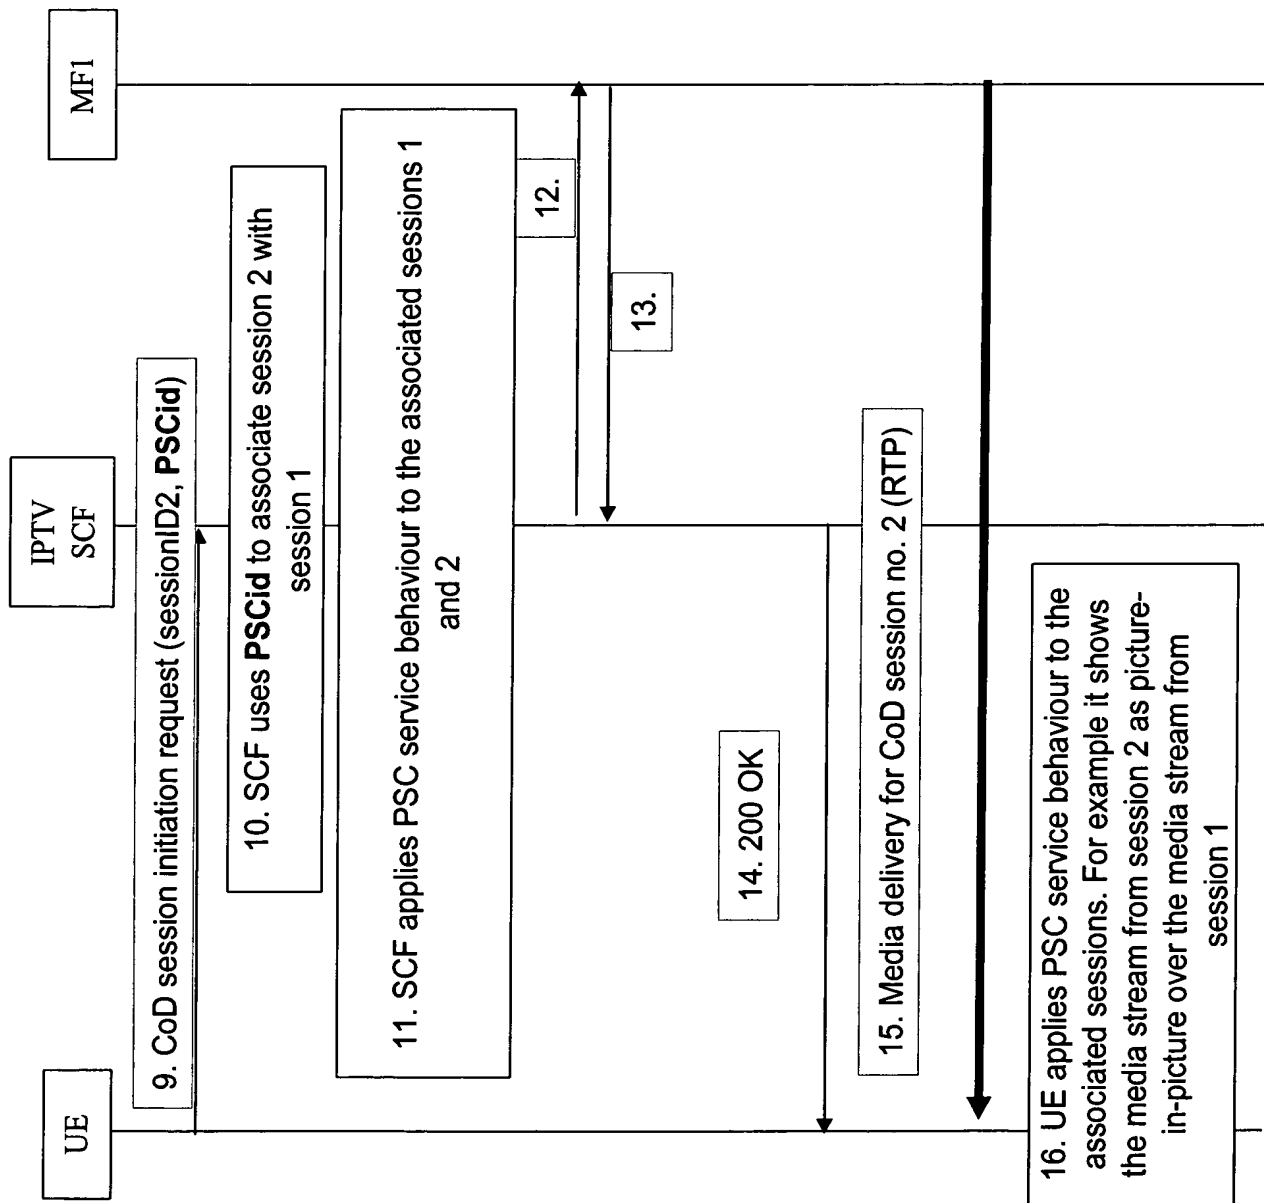 UE
IPTV
SCF
MF1
9. CoD session initiation request (sessionID2, PSCid)
10. SCF uses PSCid to associate session 2 with
session 1
11. SCF applies PSC service behaviour to the associated sessions 1
and 2
12.
13.
14. 200 OK
15. Media delivery for CoD session no. 2 (RTP)
16. UE applies PSC service behaviour to the
associated sessions. For example it shows
the media stream from session 2 as picture-
in-picture over the media stream from
session 1